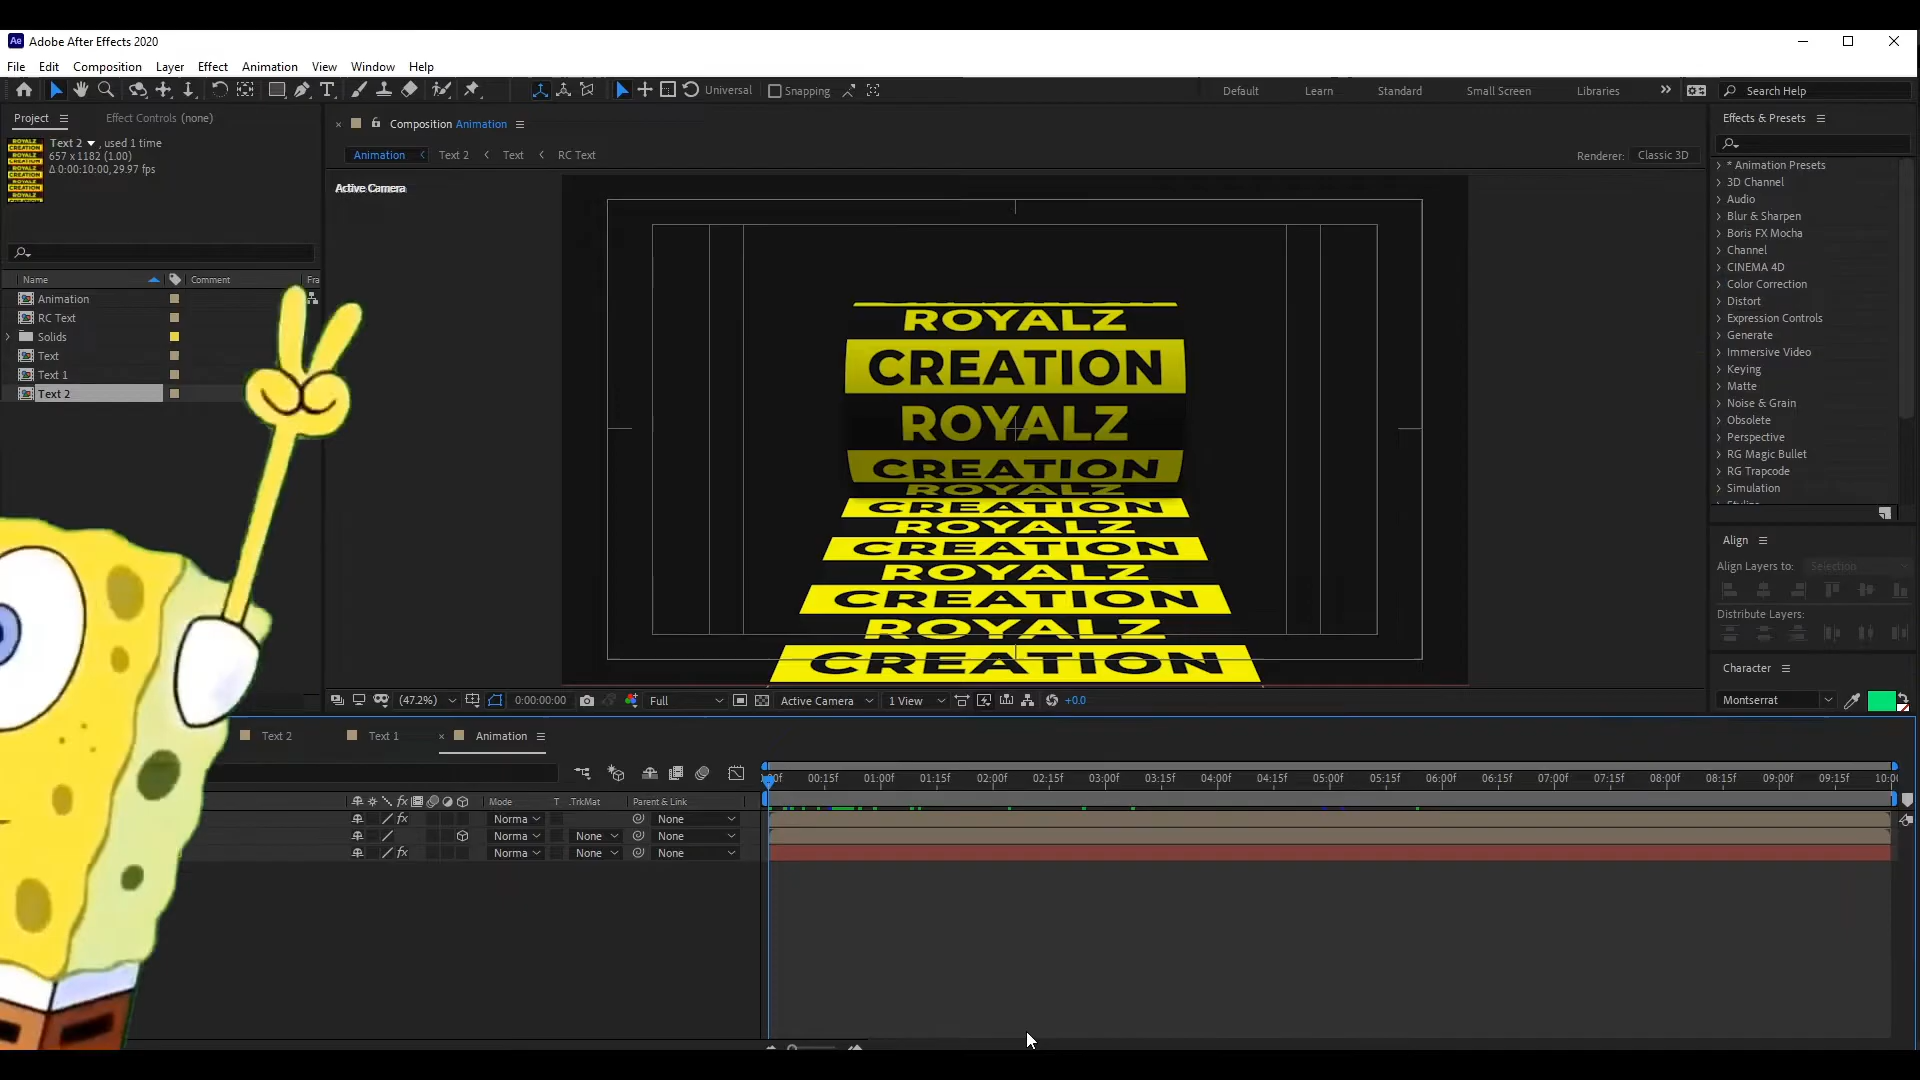 Ae Adobe After Effects 2020
File Edit Composition Layer Effect Animation View Window Help
Universal Snapping Default Learn Standard Small Screen Libraries Search Help
Project Effect Controls (none)
Composition Animation
Effects & Presets
Text 2 , used 1 time
657 x 1182 (1.00)
Δ 0:00:10:00, 29.97 fps
Animation Text 2 Text RC Text
Renderer: Classic 3D
Active Camera
Name Comment Fra
Animation
RC Text
Solids
Text
Text 1
Text 2
ROYALZ
CREATION
ROYALZ
CREATION
ROYALZ
CREATION
ROYALZ
CREATION
ROYALZ
CREATION
ROYALZ
CREATION
* Animation Presets
3D Channel
Audio
Blur & Sharpen
Boris FX Mocha
Channel
CINEMA 4D
Color Correction
Distort
Expression Controls
Generate
Immersive Video
Keying
Matte
Noise & Grain
Obsolete
Perspective
RG Magic Bullet
RG Trapcode
Simulation
Align
Align Layers to: Selection
Distribute Layers:
Character
Montserrat
(47.2%) 0:00:00:00 Full Active Camera 1 View +0.0
Text 2 Text 1 Animation
00:15f 01:00f 01:15f 02:00f 02:15f 03:00f 03:15f 04:00f 04:15f 05:00f 05:15f 06:00f 06:15f 07:00f 07:15f 08:00f 08:15f 09:00f 09:15f 10:00
fx Mode T .TrkMat Parent & Link
fx Norma None
Norma None None
fx Norma None None